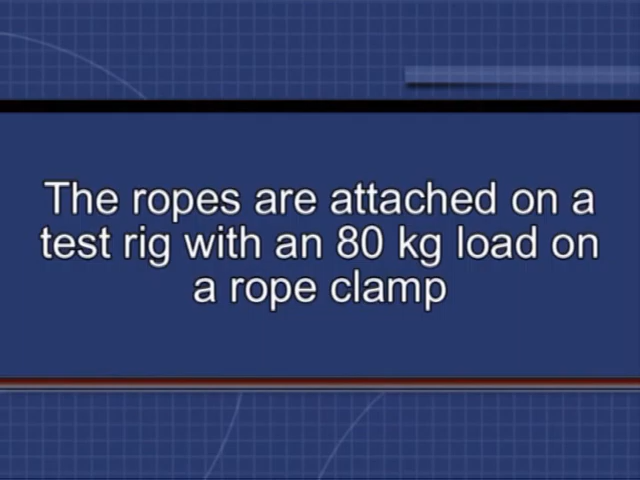 The ropes are attached on a
test rig with an 80 kg load on
a rope clamp